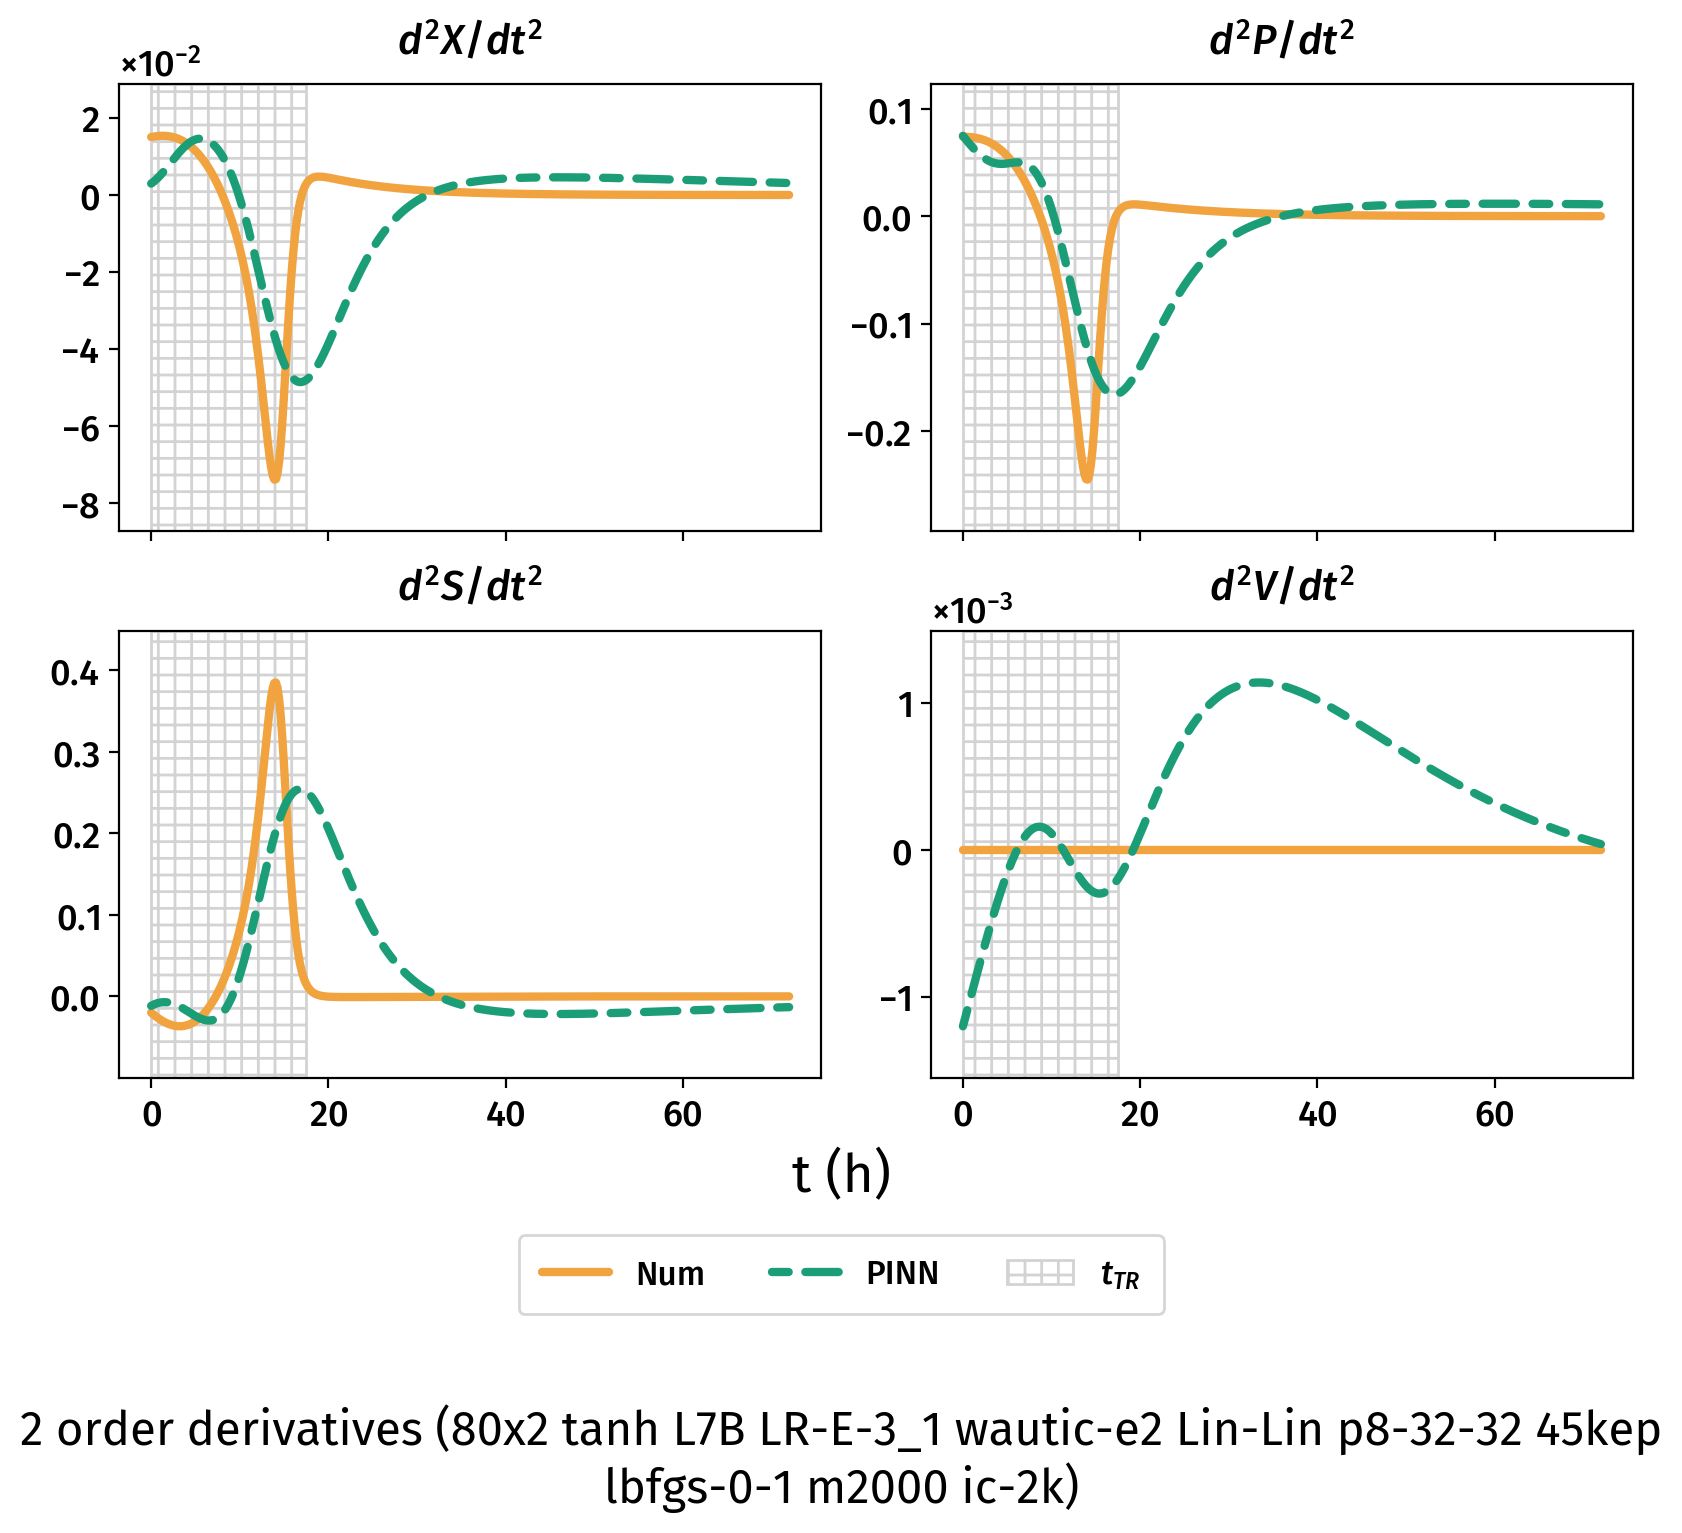 d²X/dt²
×10⁻²
2
0
−2
−4
−6
−8
d²P/dt²
0.1
0.0
−0.1
−0.2
d²S/dt²
0.4
0.3
0.2
0.1
0.0
0 20 40 60
d²V/dt²
×10⁻³
1
0
−1
0 20 40 60
t (h)
Num PINN t_TR
2 order derivatives (80x2 tanh L7B LR-E-3_1 wautic-e2 Lin-Lin p8-32-32 45kep
lbfgs-0-1 m2000 ic-2k)